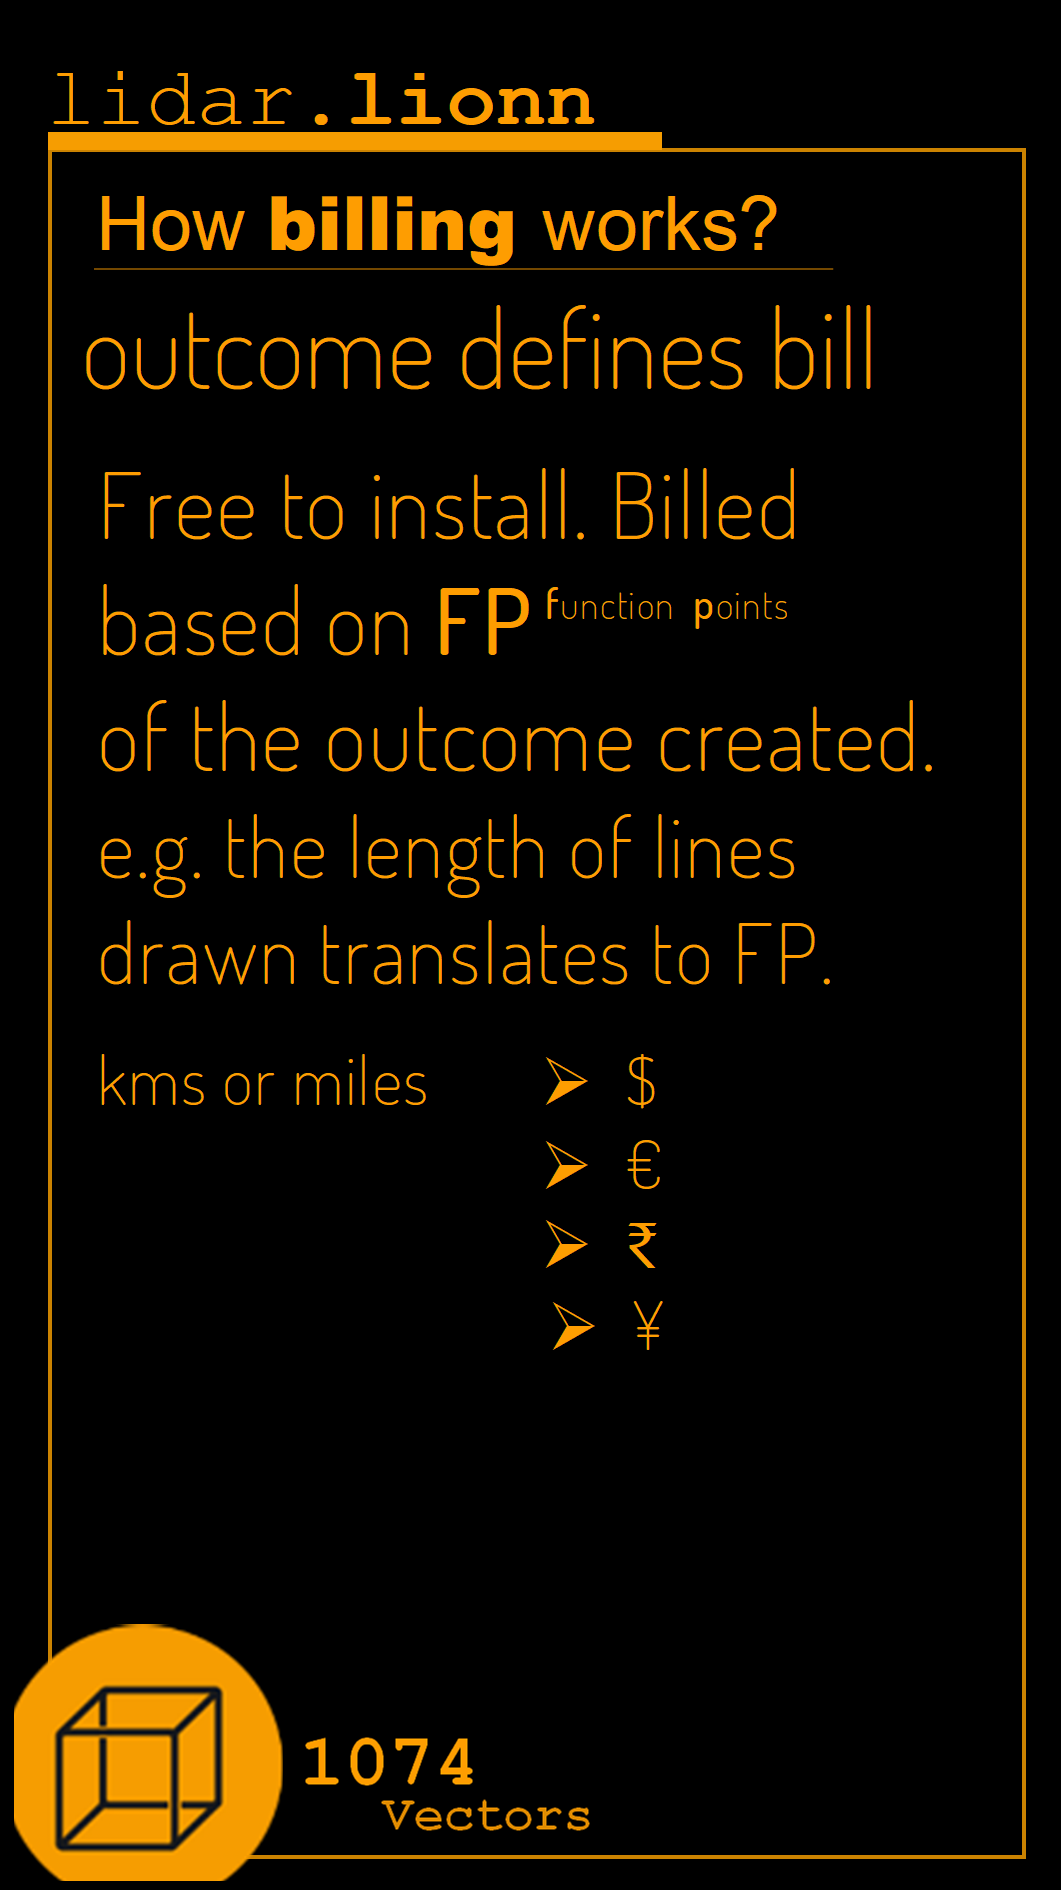 lidar.lionn
How billing works?
outcome defines bill
Free to install. Billed
based on FP function points
of the outcome created.
e.g. the length of lines
drawn translates to FP.
kms or miles ➢ $
➢ €
➢ ₹
➢ ¥
1074
Vectors